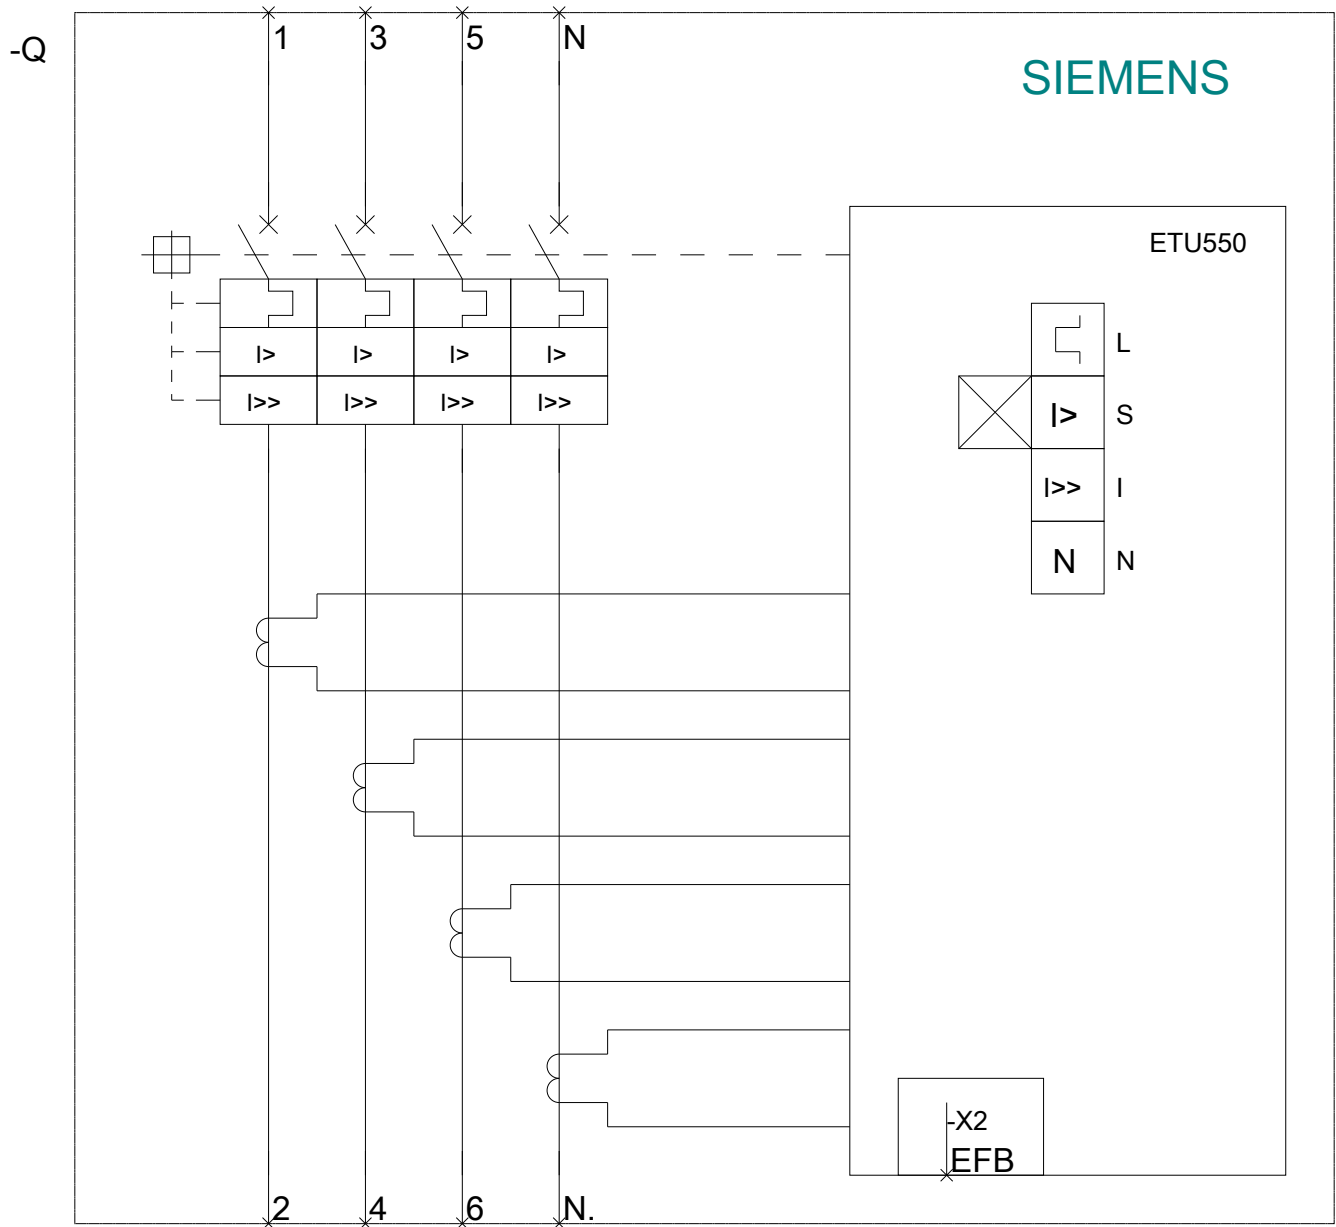 -Q
1 3 5 N
SIEMENS
ETU550
L
I> I> I> I>
I>> I>> I>> I>>
I> S
I>> I
N N
-X2
EFB
2 4 6 N.